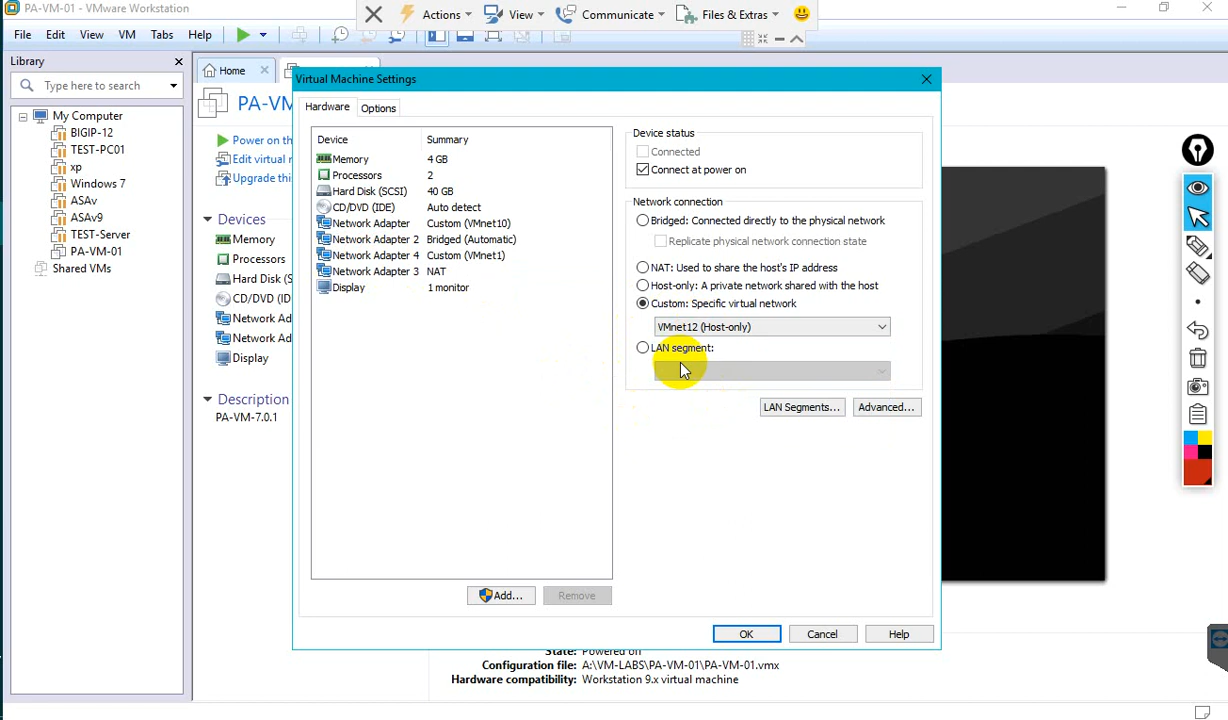 PA-VM-01 - VMware Workstation
Actions View Communicate Files & Extras
File Edit View VM Tabs Help
Library
Home
Type here to search
My Computer
BIGIP-12
TEST-PC01
xp
Windows 7
ASAv
ASAv9
TEST-Server
PA-VM-01
Shared VMs
PA-VM
Power on th
Edit virtual r
Upgrade this
Devices
Memory
Processors
Hard Disk (S
CD/DVD (ID
Network Ad
Network Ad
Display
Description
PA-VM-7.0.1
Virtual Machine Settings
Hardware Options
Device Summary
Memory 4 GB
Processors 2
Hard Disk (SCSI) 40 GB
CD/DVD (IDE) Auto detect
Network Adapter Custom (VMnet10)
Network Adapter 2 Bridged (Automatic)
Network Adapter 4 Custom (VMnet1)
Network Adapter 3 NAT
Display 1 monitor
Add... Remove
Device status
Connected
Connect at power on
Network connection
Bridged: Connected directly to the physical network
Replicate physical network connection state
NAT: Used to share the host's IP address
Host-only: A private network shared with the host
Custom: Specific virtual network
VMnet12 (Host-only)
LAN segment:
LAN Segments... Advanced...
OK Cancel Help
State: Powered on
Configuration file: A:\VM-LABS\PA-VM-01\PA-VM-01.vmx
Hardware compatibility: Workstation 9.x virtual machine